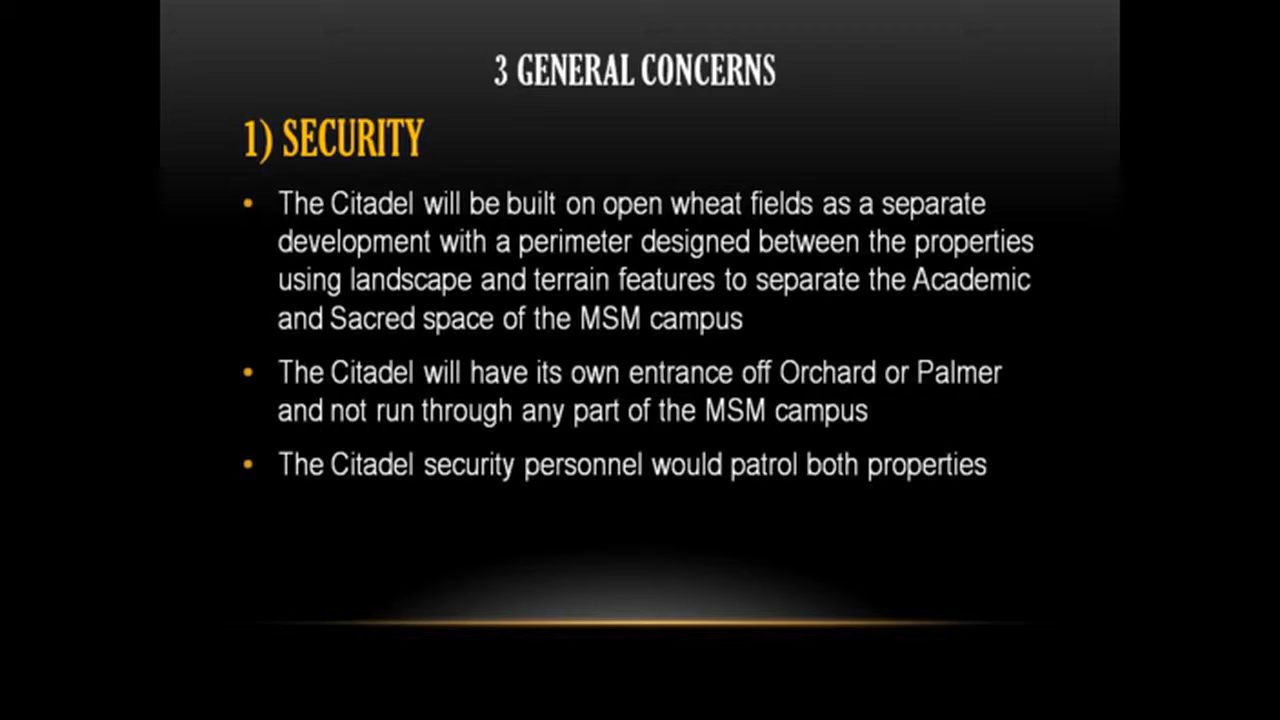 3 GENERAL CONCERNS
1) SECURITY
• The Citadel will be built on open wheat fields as a separate
development with a perimeter designed between the properties
using landscape and terrain features to separate the Academic
and Sacred space of the MSM campus
• The Citadel will have its own entrance off Orchard or Palmer
and not run through any part of the MSM campus
• The Citadel security personnel would patrol both properties